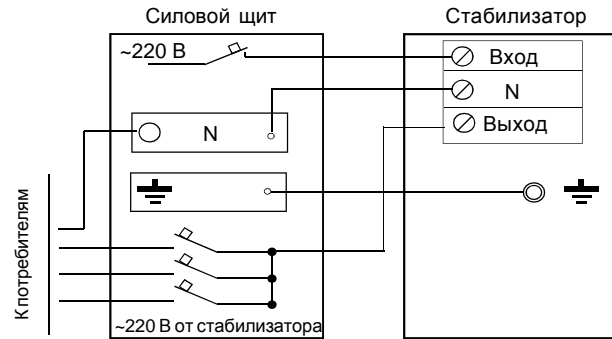 Силовой щит
Стабилизатор
~220 В
Вход
N
N
Выход
К потребителям
~220 В от стабилизатора